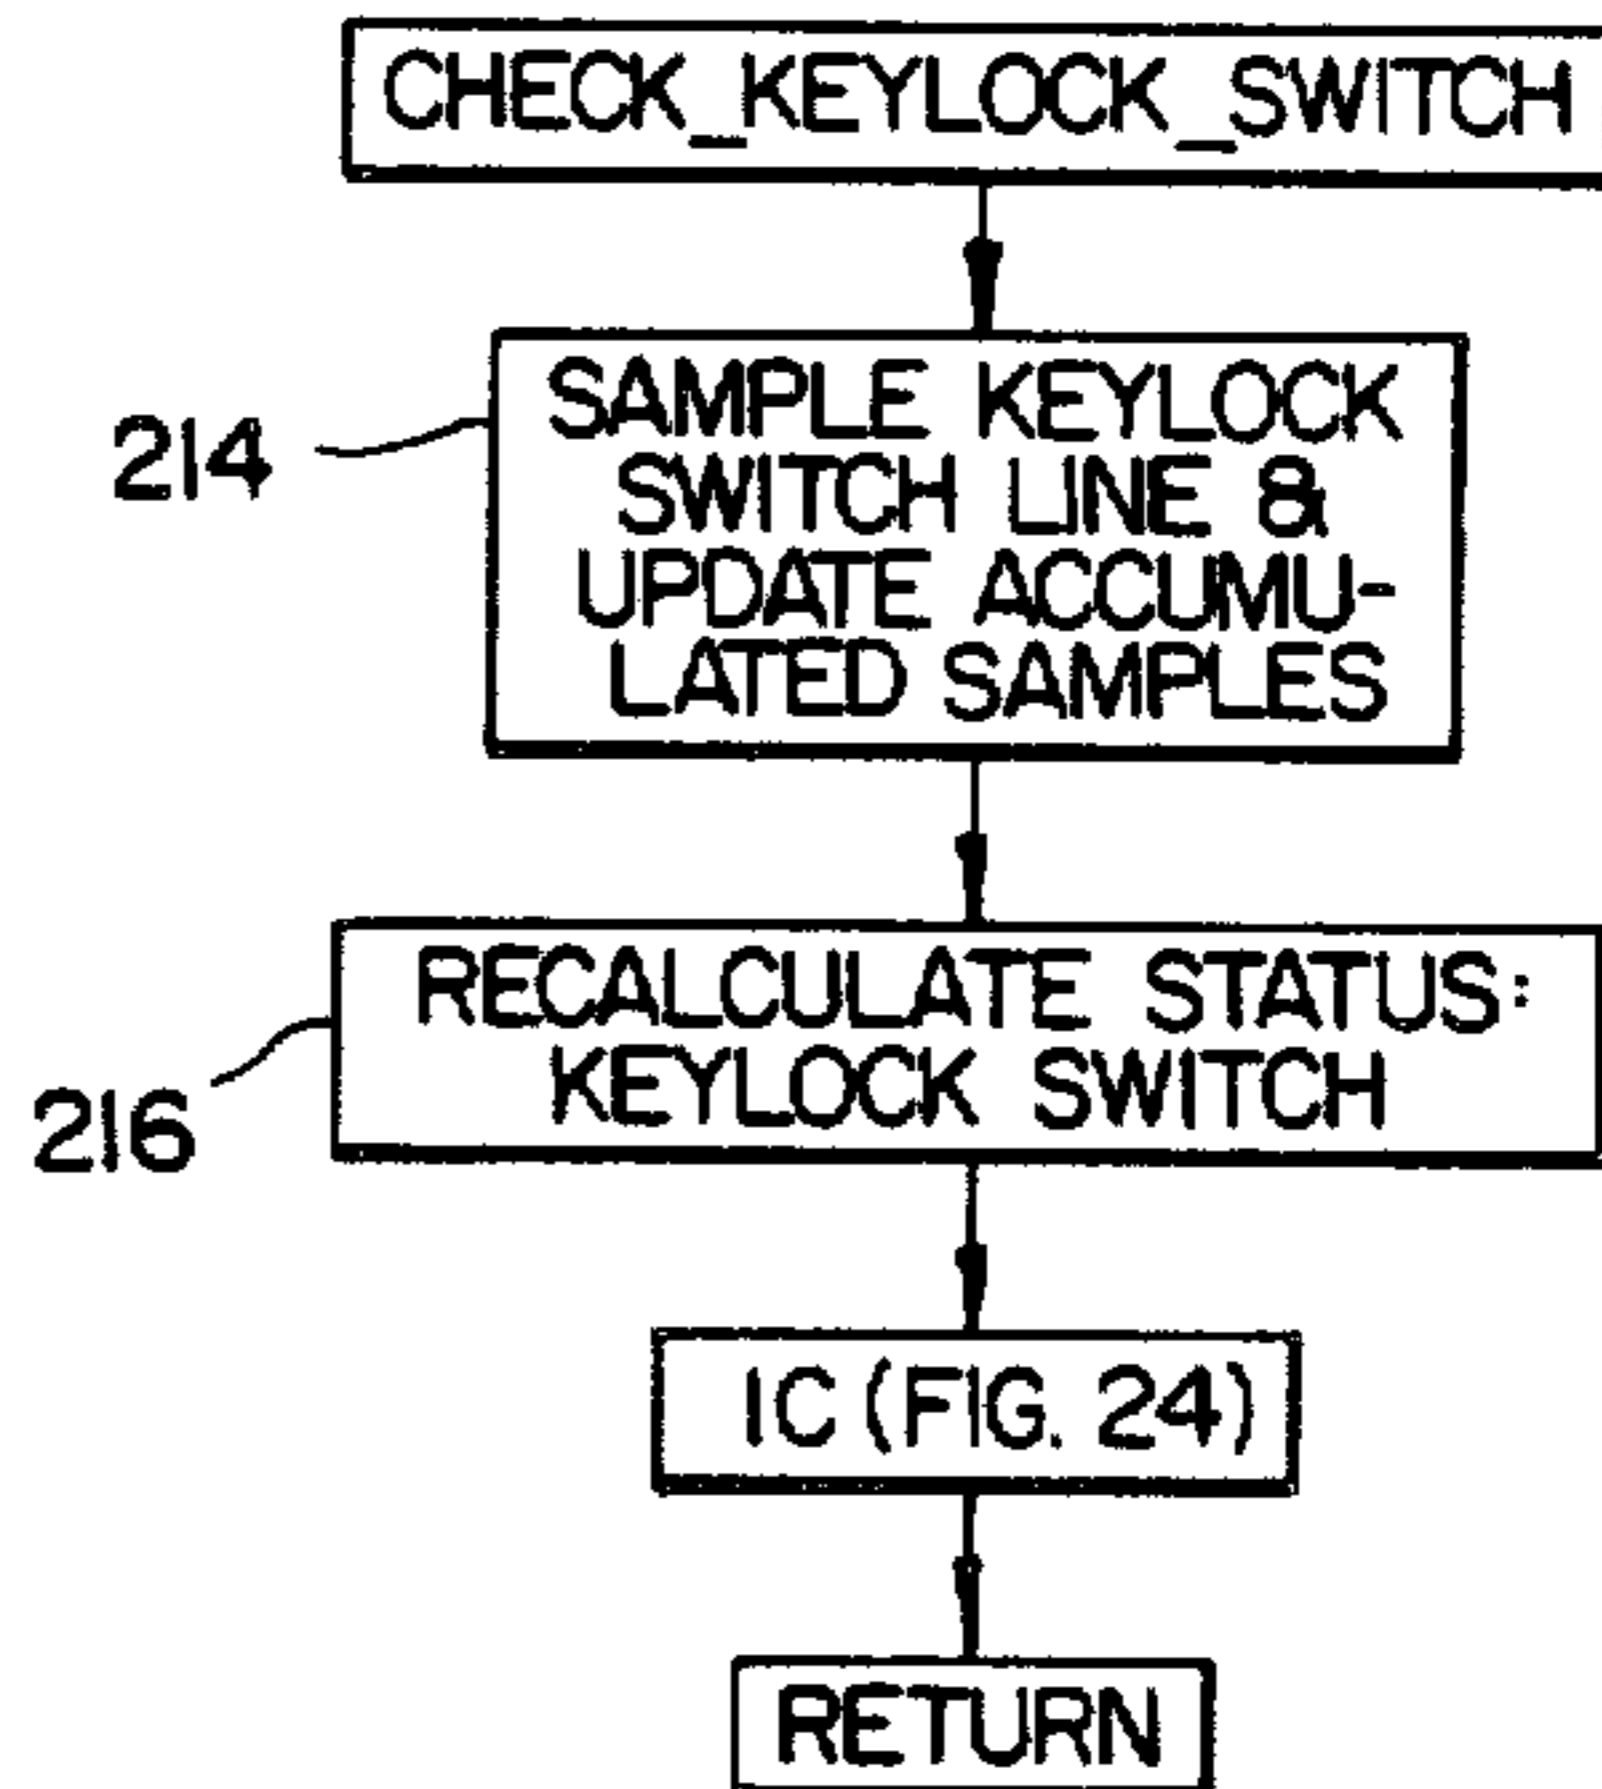 CHECK_KEYLOCK_SWITCH
214
SAMPLE KEYLOCK
SWITCH LINE &
UPDATE ACCUMU-
LATED SAMPLES
216
RECALCULATE STATUS:
KEYLOCK SWITCH
IC (FIG. 24)
RETURN